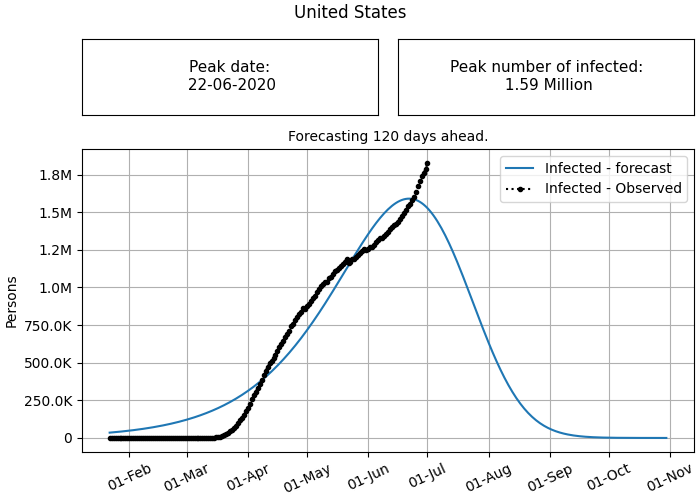 United States
Peak date:
22-06-2020
Peak number of infected:
1.59 Million
Forecasting 120 days ahead.
Infected - forecast
Infected - Observed
1.8M
1.5M
1.2M
1.0M
750.0K
500.0K
250.0K
0
Persons
01-Feb
01-Mar
01-Apr
01-May
01-Jun
01-Jul
01-Aug
01-Sep
01-Oct
01-Nov